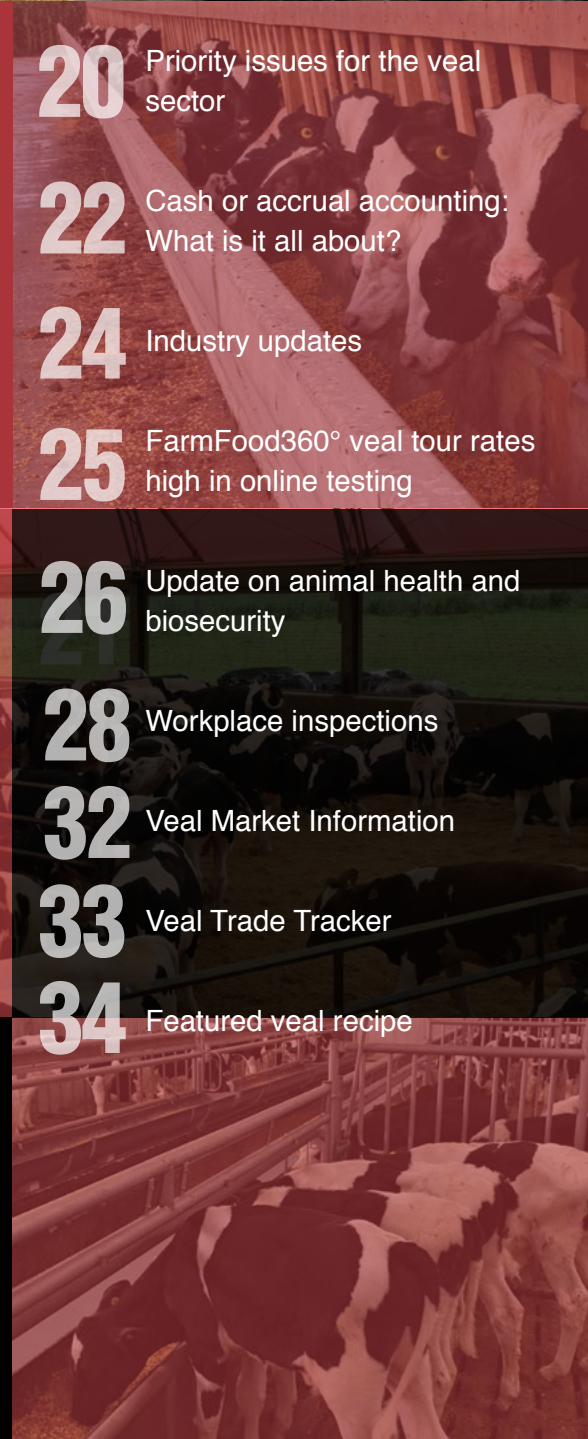 20 Priority issues for the veal
sector
22 Cash or accrual accounting:
What is it all about?
24 Industry updates
25 FarmFood360° veal tour rates
high in online testing
26 Update on animal health and
biosecurity
28 Workplace inspections
32 Veal Market Information
33 Veal Trade Tracker
34 Featured veal recipe